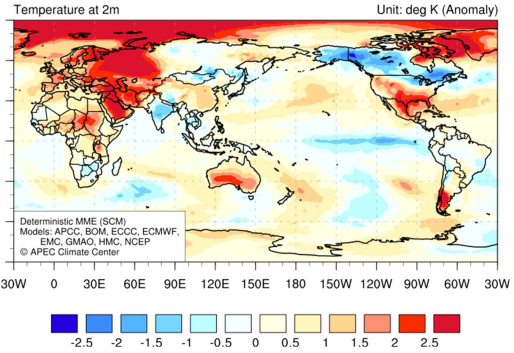 Temperature at 2m Unit: deg K (Anomaly)
Deterministic MME (SCM)
Models: APCC, BOM, ECCC, ECMWF,
EMC, GMAO, HMC, NCEP
© APEC Climate Center
30W 0 30E 60E 90E 120E 150E 180 150W 120W 90W 60W 30W
-2.5 -2 -1.5 -1 -0.5 0 0.5 1 1.5 2 2.5